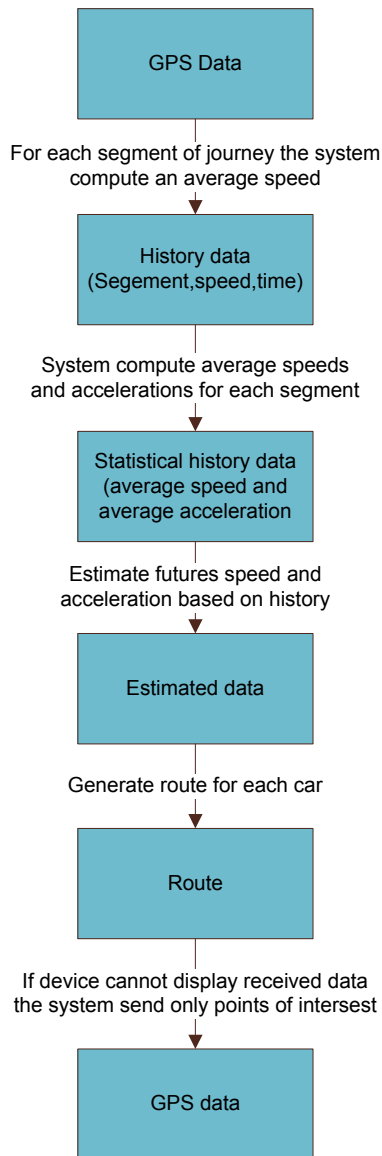 GPS Data
For each segment of journey the system
compute an average speed
History data
(Segement,speed,time)
System compute average speeds
and accelerations for each segment
Statistical history data
(average speed and
average acceleration
Estimate futures speed and
acceleration based on history
Estimated data
Generate route for each car
Route
If device cannot display received data
the system send only points of intersest
GPS data